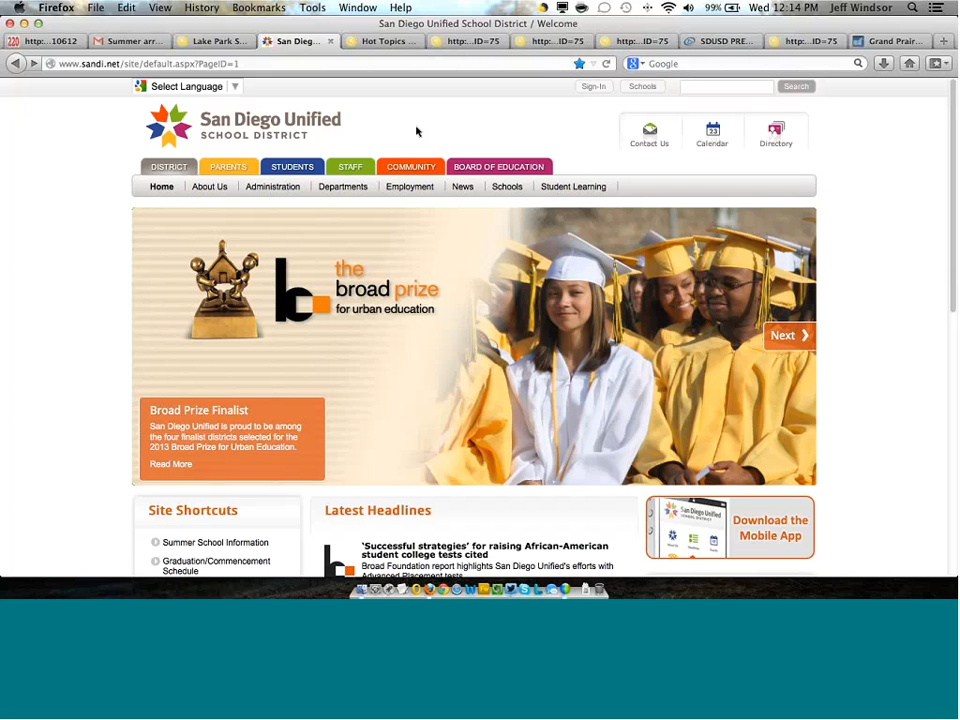 Firefox File Edit View History Bookmarks Tools Window Help 99% Wed 12:14 PM Jeff Windsor
San Diego Unified School District / Welcome
220 http:...10612 Summer arr... Lake Park S... San Dieg... Hot Topics ... http:...ID=75 http:...ID=75 http:...ID=75 SDUSD PRE... http:...ID=75 Grand Prair...
www.sandi.net/site/default.aspx?PageID=1 Google
Select Language Sign-In Schools Search
San Diego Unified
SCHOOL DISTRICT
23
Contact Us Calendar Directory
DISTRICT PARENTS STUDENTS STAFF COMMUNITY BOARD OF EDUCATION
Home About Us Administration Departments Employment News Schools Student Learning
the
broad prize
for urban education
Next
Broad Prize Finalist
San Diego Unified is proud to be among
the four finalist districts selected for the
2013 Broad Prize for Urban Education.
Read More
Site Shortcuts
Summer School Information
Graduation/Commencement
Schedule
Latest Headlines
'Successful strategies' for raising African-American
student college tests cited
Broad Foundation report highlights San Diego Unified's efforts with
Advanced Placement tests
San Diego Unified
Download the
Mobile App